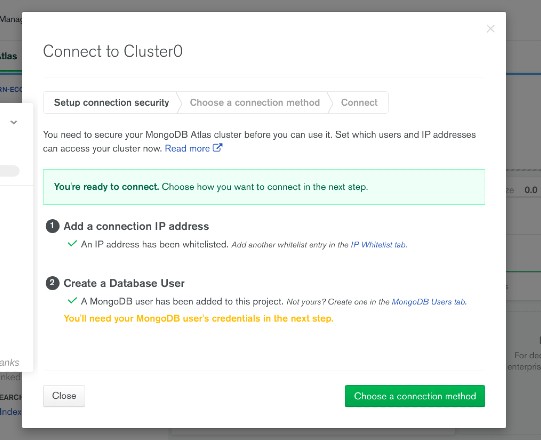 Manag
Atlas
RN-ECO
×
Connect to Cluster0
Setup connection security
Choose a connection method
Connect
You need to secure your MongoDB Atlas cluster before you can use it. Set which users and IP addresses
can access your cluster now. Read more
You're ready to connect. Choose how you want to connect in the next step.
1 Add a connection IP address
✓ An IP address has been whitelisted. Add another whitelist entry in the IP Whitelist tab.
2 Create a Database User
✓ A MongoDB user has been added to this project. Not yours? Create one in the MongoDB Users tab.
You'll need your MongoDB user's credentials in the next step.
Close
Choose a connection method
anks
EARCH
Index
0.0
For dec
enterpris